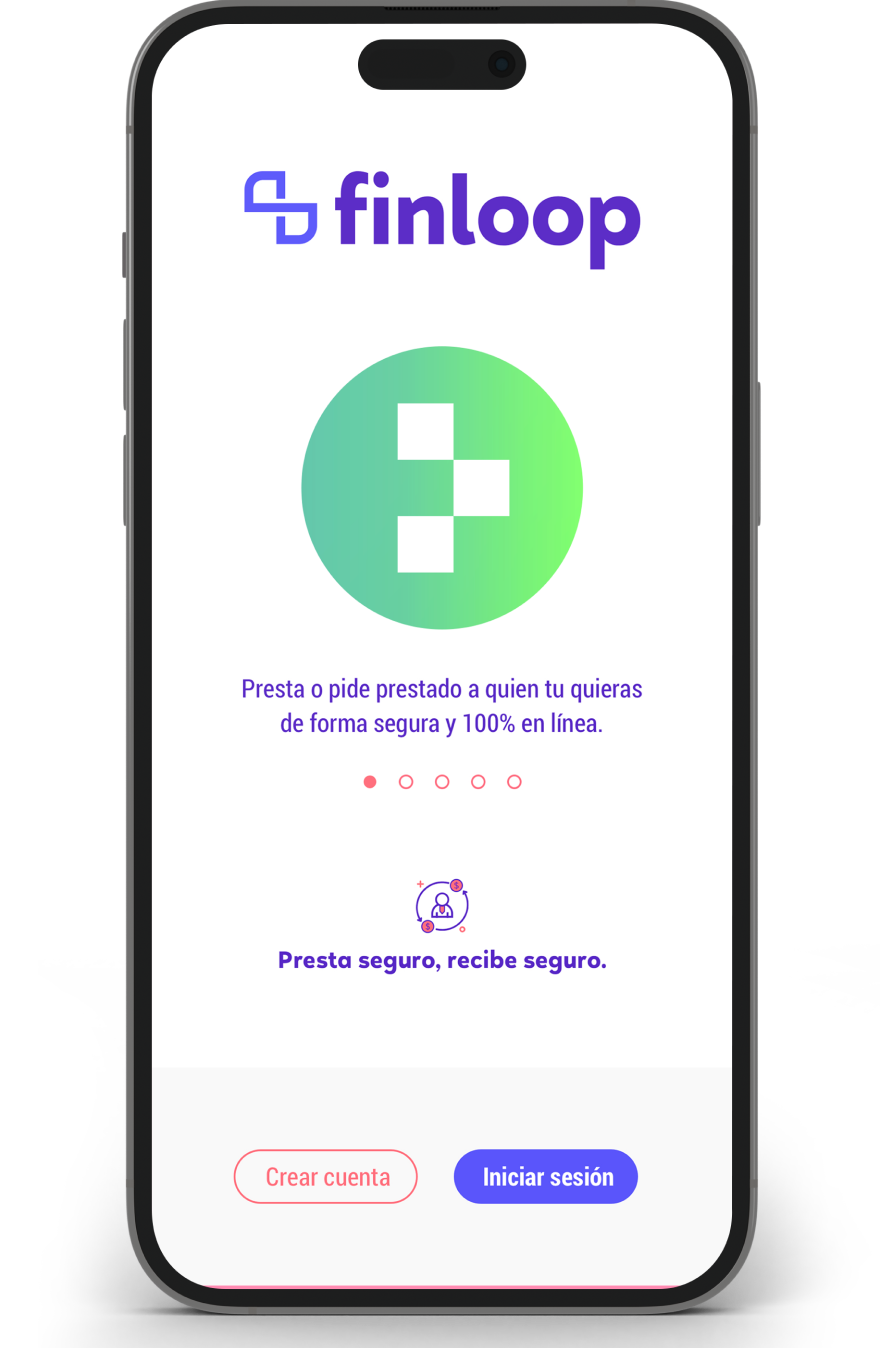 finloop
Presta o pide prestado a quien tu quieras
de forma segura y 100% en línea.
$
$
Presta seguro, recibe seguro.
Crear cuenta
Iniciar sesión